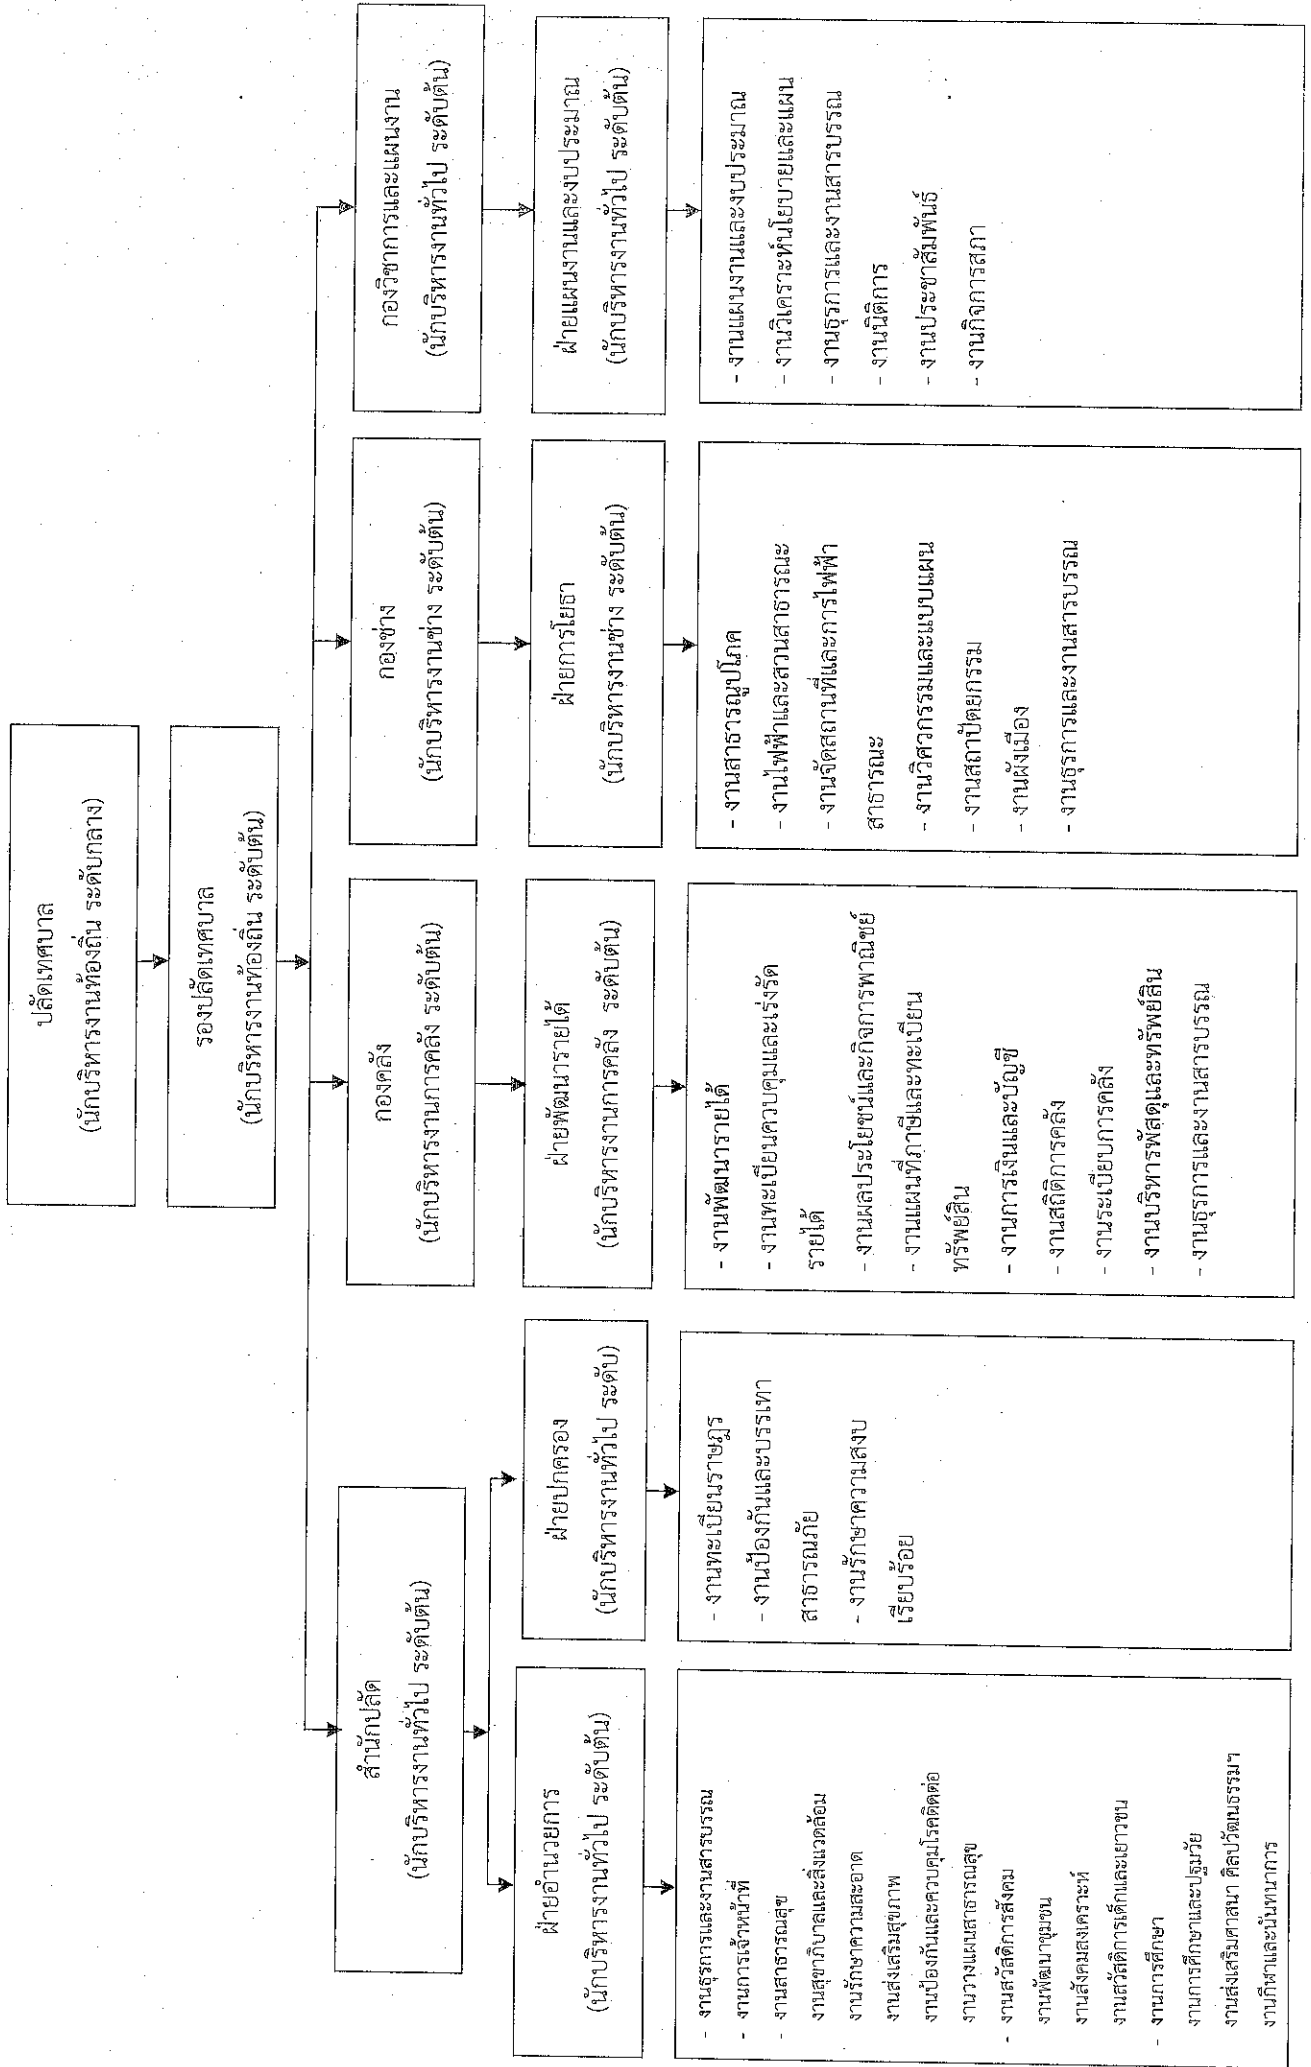 ปลัดเทศบาล
(นักบริหารงานท้องถิ่น ระดับกลาง)
รองปลัดเทศบาล
(นักบริหารงานท้องถิ่น ระดับต้น)
สำนักปลัด
(นักบริหารงานทั่วไป ระดับต้น)
ฝ่ายอำนวยการ
(นักบริหารงานทั่วไป ระดับต้น)
- งานธุรการและงานสารบรรณ
- งานการเจ้าหน้าที่
- งานสาธารณสุข
งานสุขาภิบาลและสิ่งแวดล้อม
งานรักษาความสะอาด
งานส่งเสริมสุขภาพ
งานป้องกันและควบคุมโรคติดต่อ
งานวางแผนสาธารณสุข
- งานสวัสดิการสังคม
งานพัฒนาชุมชน
งานสังคมสงเคราะห์
งานสวัสดิการเด็กและเยาวชน
- งานการศึกษา
งานการศึกษาและปฐมวัย
งานส่งเสริมศาสนา ศิลปวัฒนธรรมฯ
งานกีฬาและนันทนาการ
ฝ่ายปกครอง
(นักบริหารงานทั่วไป ระดับ)
- งานทะเบียนราษฎร
- งานป้องกันและบรรเทา
สาธารณภัย
- งานรักษาความสงบ
เรียบร้อย
กองคลัง
(นักบริหารงานการคลัง ระดับต้น)
ฝ่ายพัฒนารายได้
(นักบริหารงานการคลัง ระดับต้น)
- งานพัฒนารายได้
- งานทะเบียนควบคุมและเร่งรัด
รายได้
- งานผลประโยชน์และกิจการพาณิชย์
- งานแผนที่ภาษีและทะเบียน
ทรัพย์สิน
- งานการเงินและบัญชี
- งานสถิติการคลัง
- งานระเบียบการคลัง
- งานบริหารพัสดุและทรัพย์สิน
- งานธุรการและงานสารบรรณ
กองช่าง
(นักบริหารงานช่าง ระดับต้น)
ฝ่ายการโยธา
(นักบริหารงานช่าง ระดับต้น)
- งานสาธารณูปโภค
- งานไฟฟ้าและสวนสาธารณะ
- งานจัดสถานที่และการไฟฟ้า
สาธารณะ
- งานวิศวกรรมและแบบแผน
- งานสถาปัตยกรรม
- งานผังเมือง
- งานธุรการและงานสารบรรณ
กองวิชาการและแผนงาน
(นักบริหารงานทั่วไป ระดับต้น)
ฝ่ายแผนงานและงบประมาณ
(นักบริหารงานทั่วไป ระดับต้น)
- งานแผนงานและงบประมาณ
- งานวิเคราะห์นโยบายและแผน
- งานธุรการและงานสารบรรณ
- งานนิติการ
- งานประชาสัมพันธ์
- งานกิจการสภา